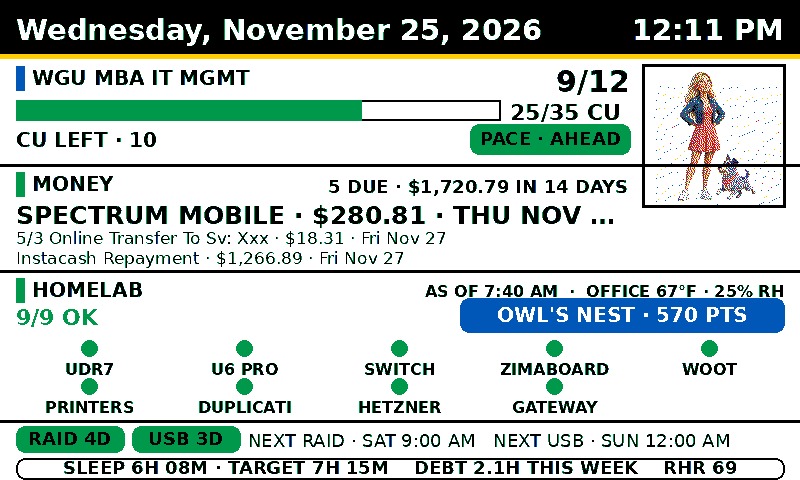 Wednesday, November 25, 2026 12:11 PM
WGU MBA IT MGMT 9/12
25/35 CU
CU LEFT · 10 PACE · AHEAD
MONEY 5 DUE · $1,720.79 IN 14 DAYS
SPECTRUM MOBILE · $280.81 · THU NOV ...
5/3 Online Transfer To Sv: Xxx · $18.31 · Fri Nov 27
Instacash Repayment · $1,266.89 · Fri Nov 27
HOMELAB AS OF 7:40 AM · OFFICE 67°F · 25% RH
9/9 OK OWL'S NEST · 570 PTS
UDR7 U6 PRO SWITCH ZIMABOARD WOOT
PRINTERS DUPLICATI HETZNER GATEWAY
RAID 4D USB 3D NEXT RAID · SAT 9:00 AM NEXT USB · SUN 12:00 AM
SLEEP 6H 08M · TARGET 7H 15M DEBT 2.1H THIS WEEK RHR 69